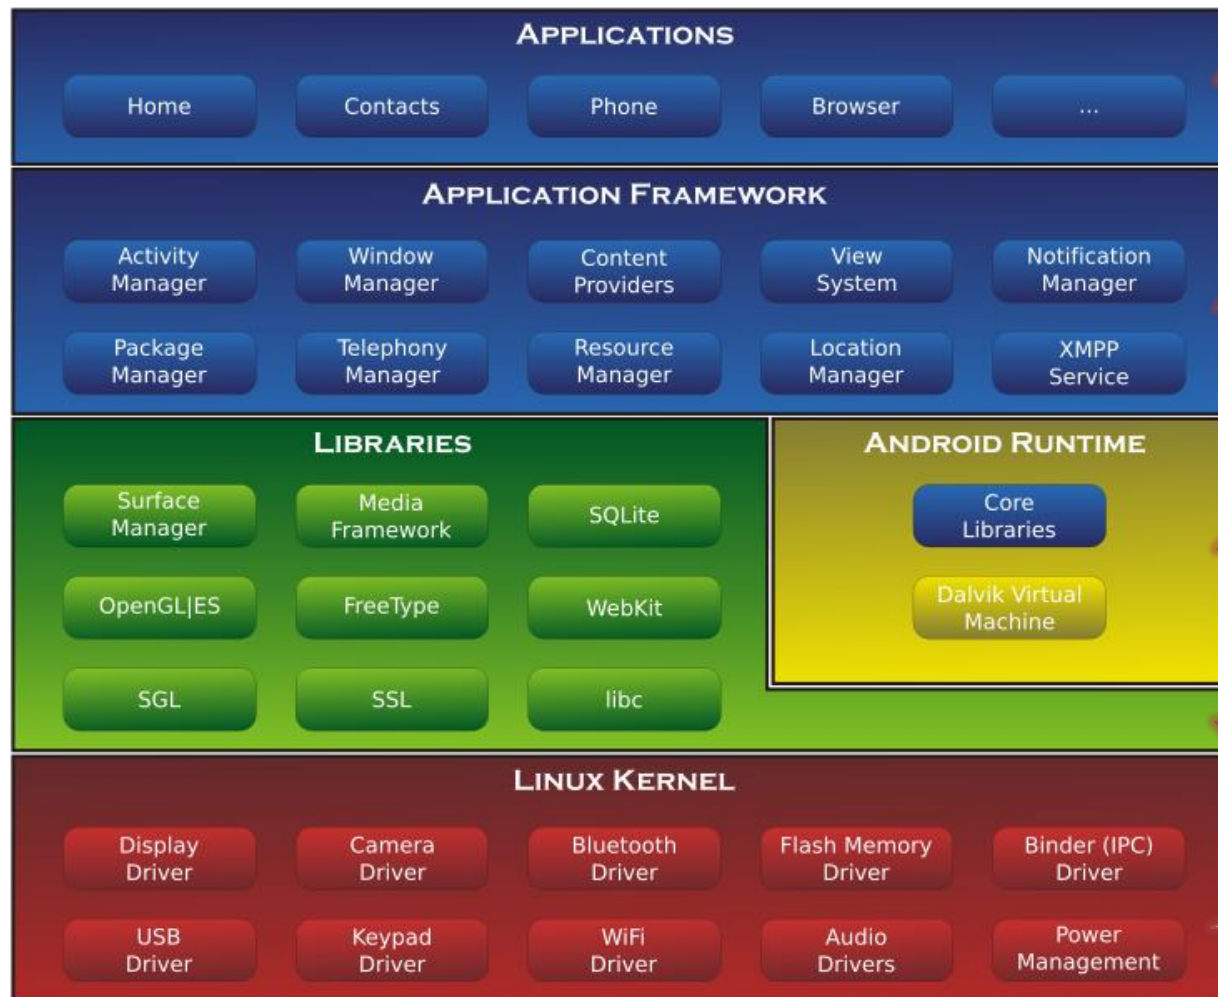 APPLICATIONS
Home
Contacts
Phone
Browser
...
APPLICATION FRAMEWORK
Activity
Manager
Window
Manager
Content
Providers
View
System
Notification
Manager
Package
Manager
Telephony
Manager
Resource
Manager
Location
Manager
XMPP
Service
LIBRARIES
Surface
Manager
Media
Framework
SQLite
OpenGL|ES
FreeType
WebKit
SGL
SSL
libc
ANDROID RUNTIME
Core
Libraries
Dalvik Virtual
Machine
LINUX KERNEL
Display
Driver
Camera
Driver
Bluetooth
Driver
Flash Memory
Driver
Binder (IPC)
Driver
USB
Driver
Keypad
Driver
WiFi
Driver
Audio
Drivers
Power
Management